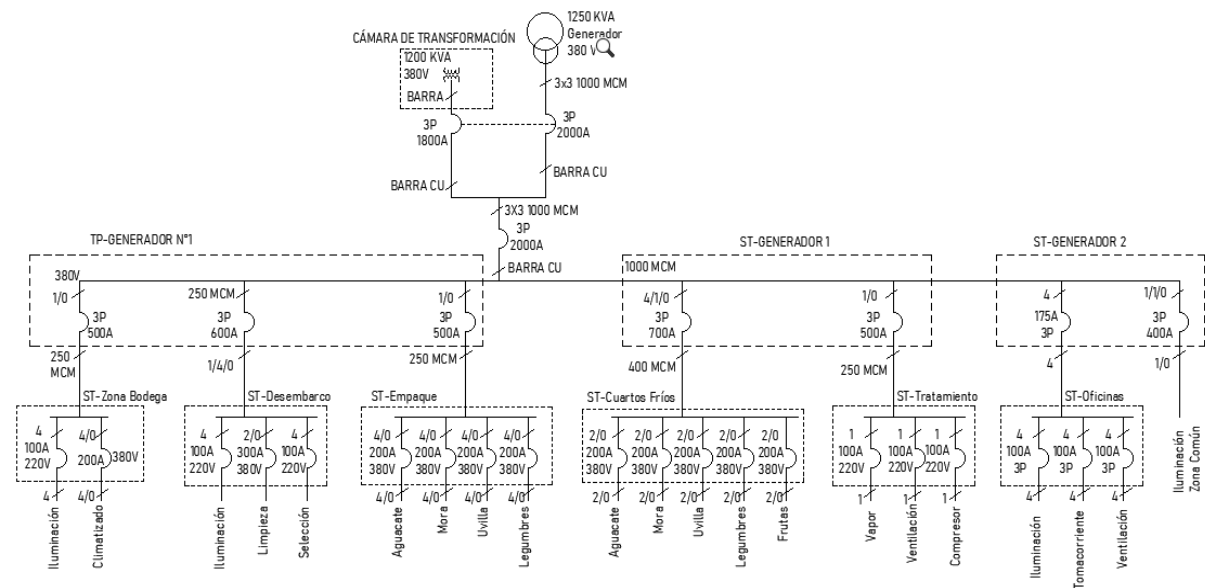 1250 KVA
Generador
380 V
CÁMARA DE TRANSFORMACIÓN
1200 KVA
380V
BARRA
3x3 1000 MCM
3P
1800A
3P
2000A
BARRA CU
BARRA CU
3X3 1000 MCM
3P
2000A
BARRA CU
TP-GENERADOR N°1
ST-GENERADOR 1
ST-GENERADOR 2
380V
1000 MCM
1/0
3P
500A
250
MCM
250 MCM
3P
600A
1/4/0
1/0
3P
500A
250 MCM
4/1/0
3P
700A
400 MCM
1/0
3P
500A
250 MCM
4
175A
3P
4
1/1/0
3P
400A
1/0
Iluminación
Zona Común
ST-Zona Bodega
4
100A
220V
4
Iluminación
4/0
200A
380V
4/0
Climatizado
ST-Desembarco
4
100A
220V
4
Iluminación
2/0
300A
380V
2/0
Limpieza
4
100A
220V
4
Selección
ST-Empaque
4/0
200A
380V
4/0
Aguacate
4/0
200A
380V
4/0
Mora
4/0
200A
380V
4/0
Uvilla
4/0
200A
380V
4/0
Legumbres
ST-Cuartos Fríos
2/0
200A
380V
2/0
Aguacate
2/0
200A
380V
2/0
Mora
2/0
200A
380V
2/0
Uvilla
2/0
200A
380V
2/0
Legumbres
2/0
200A
380V
2/0
Frutas
ST-Tratamiento
1
100A
220V
1
Vapor
1
100A
220V
1
Ventilación
1
100A
220V
1
Compresor
ST-Oficinas
4
100A
3P
4
Iluminación
4
100A
3P
4
Tomacorriente
4
100A
3P
4
Ventilación